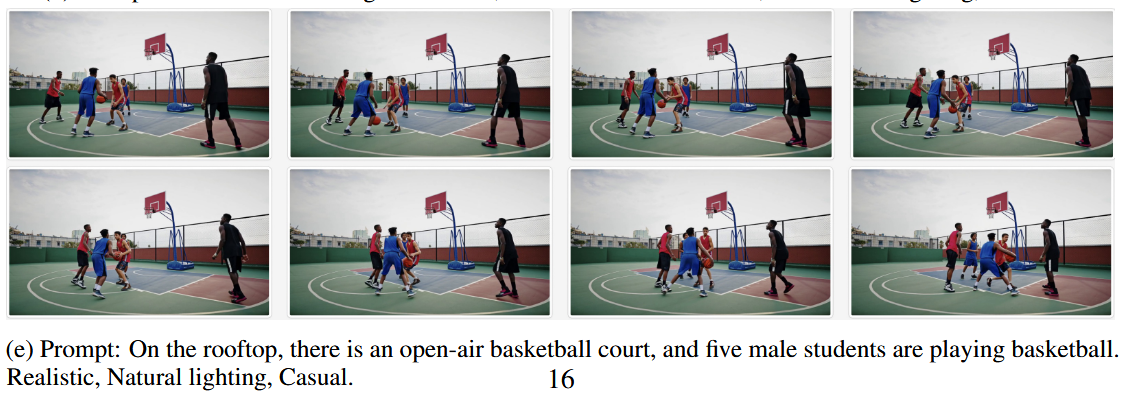 (e) Prompt: On the rooftop, there is an open-air basketball court, and five male students are playing basketball.
Realistic, Natural lighting, Casual.
16